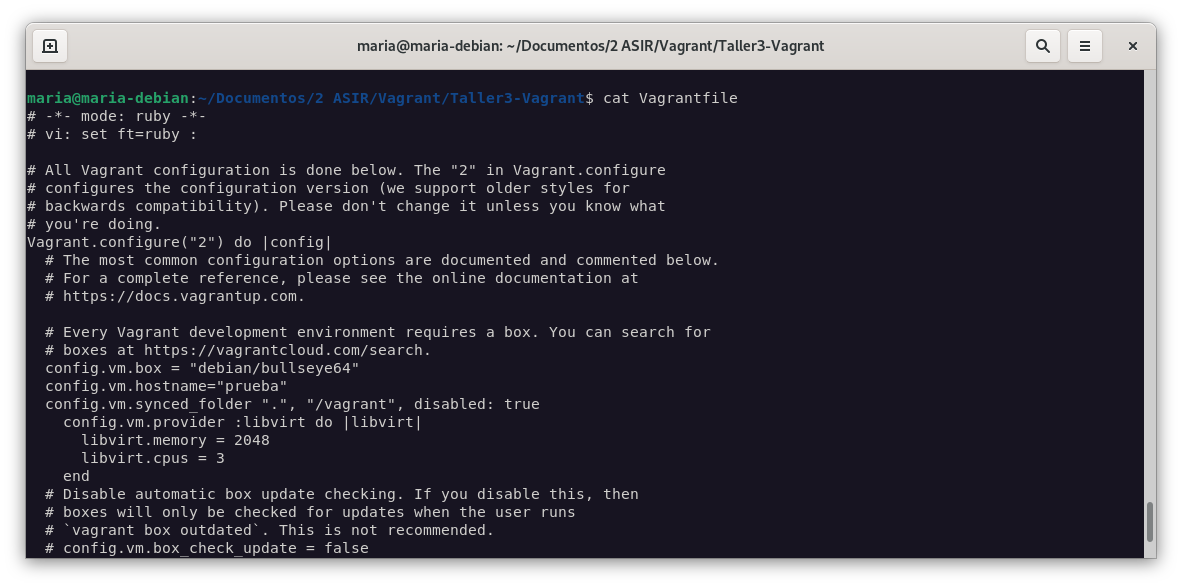 maria@maria-debian: ~/Documentos/2 ASIR/Vagrant/Taller3-Vagrant
maria@maria-debian:~/Documentos/2 ASIR/Vagrant/Taller3-Vagrant$ cat Vagrantfile
# -*- mode: ruby -*-
# vi: set ft=ruby :

# All Vagrant configuration is done below. The "2" in Vagrant.configure
# configures the configuration version (we support older styles for
# backwards compatibility). Please don't change it unless you know what
# you're doing.
Vagrant.configure("2") do |config|
  # The most common configuration options are documented and commented below.
  # For a complete reference, please see the online documentation at
  # https://docs.vagrantup.com.

  # Every Vagrant development environment requires a box. You can search for
  # boxes at https://vagrantcloud.com/search.
  config.vm.box = "debian/bullseye64"
  config.vm.hostname="prueba"
  config.vm.synced_folder ".", "/vagrant", disabled: true
    config.vm.provider :libvirt do |libvirt|
      libvirt.memory = 2048
      libvirt.cpus = 3
    end
  # Disable automatic box update checking. If you disable this, then
  # boxes will only be checked for updates when the user runs
  # `vagrant box outdated`. This is not recommended.
  # config.vm.box_check_update = false